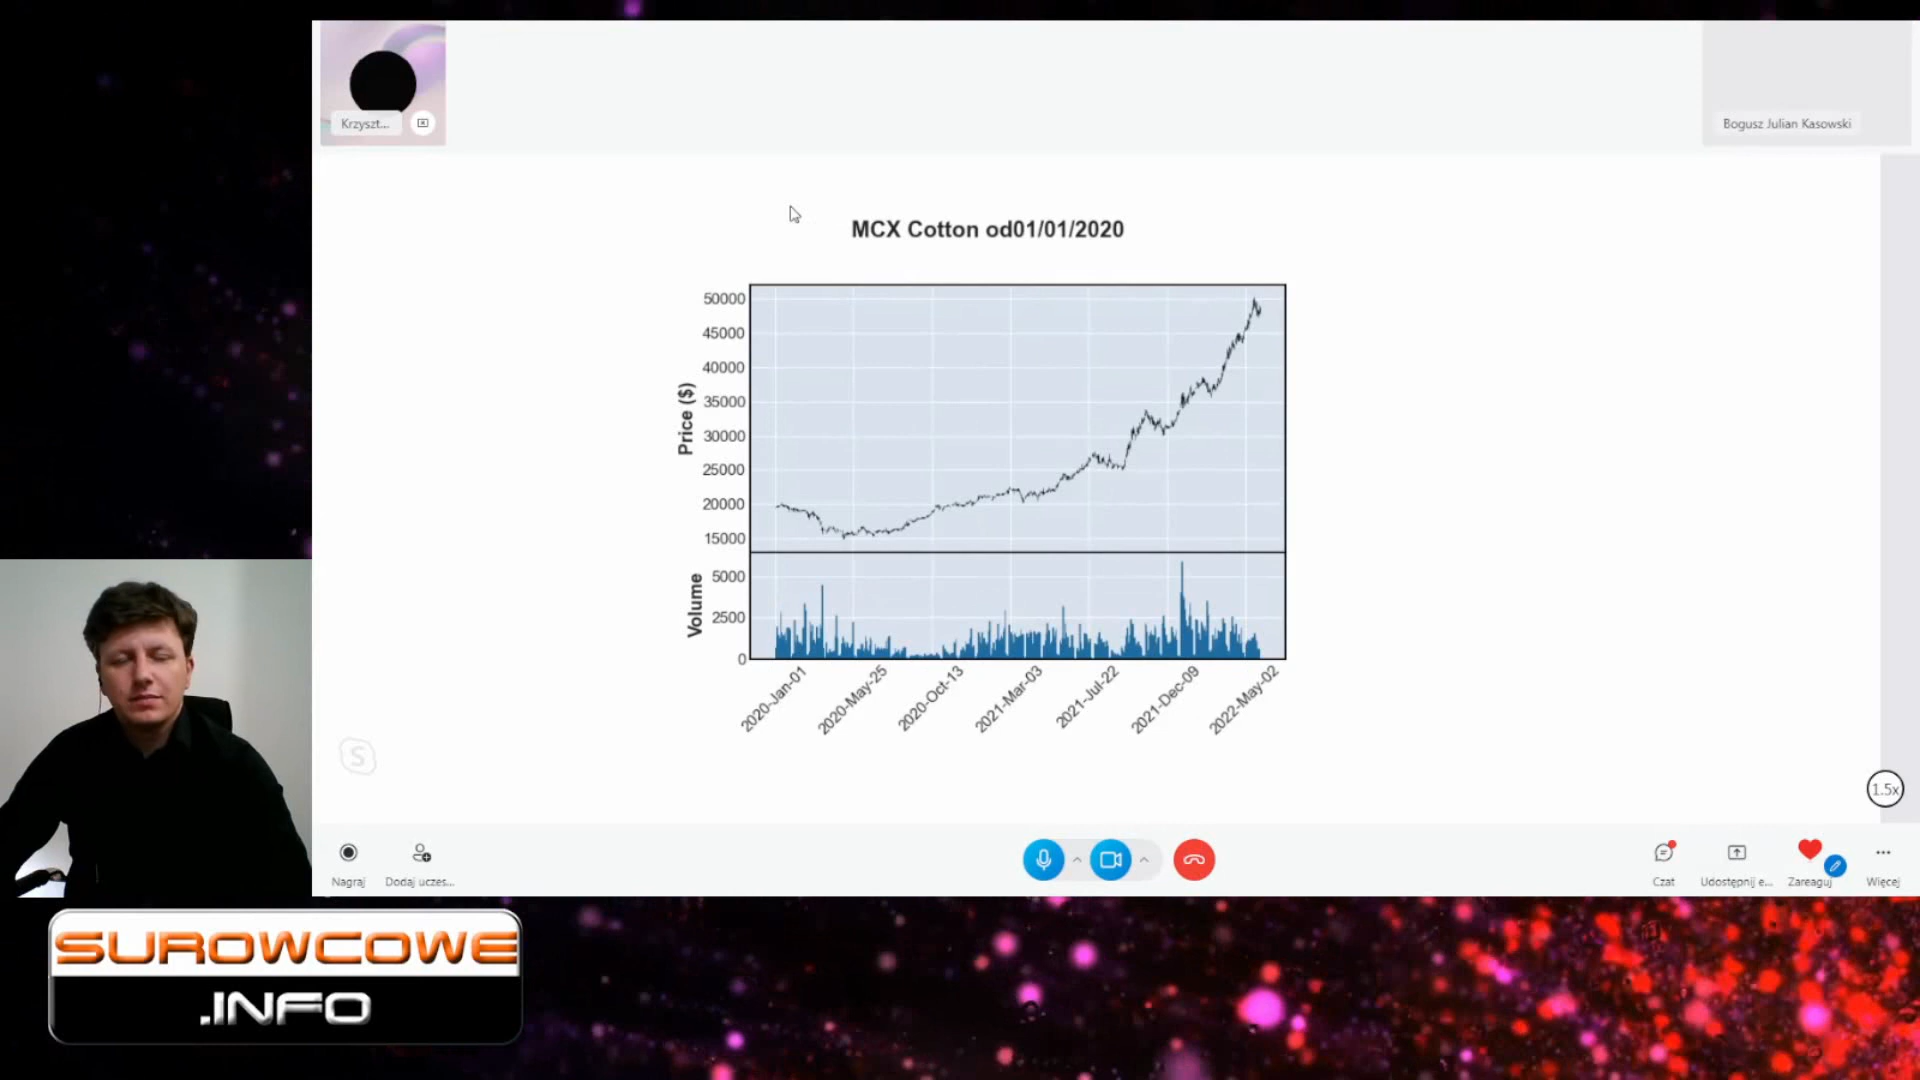 Krzyszt...
Bogusz Julian Kasowski
MCX Cotton od01/01/2020
Price ($)
50000
45000
40000
35000
30000
25000
20000
15000
Volume
5000
2500
0
2020-Jan-01
2020-May-25
2020-Oct-13
2021-Mar-03
2021-Jul-22
2021-Dec-09
2022-May-02
S
1.5x
Nagraj
Dodaj uczes...
Czat
Udostępnij e...
Zareaguj
Więcej
SUROWCOWE
.INFO